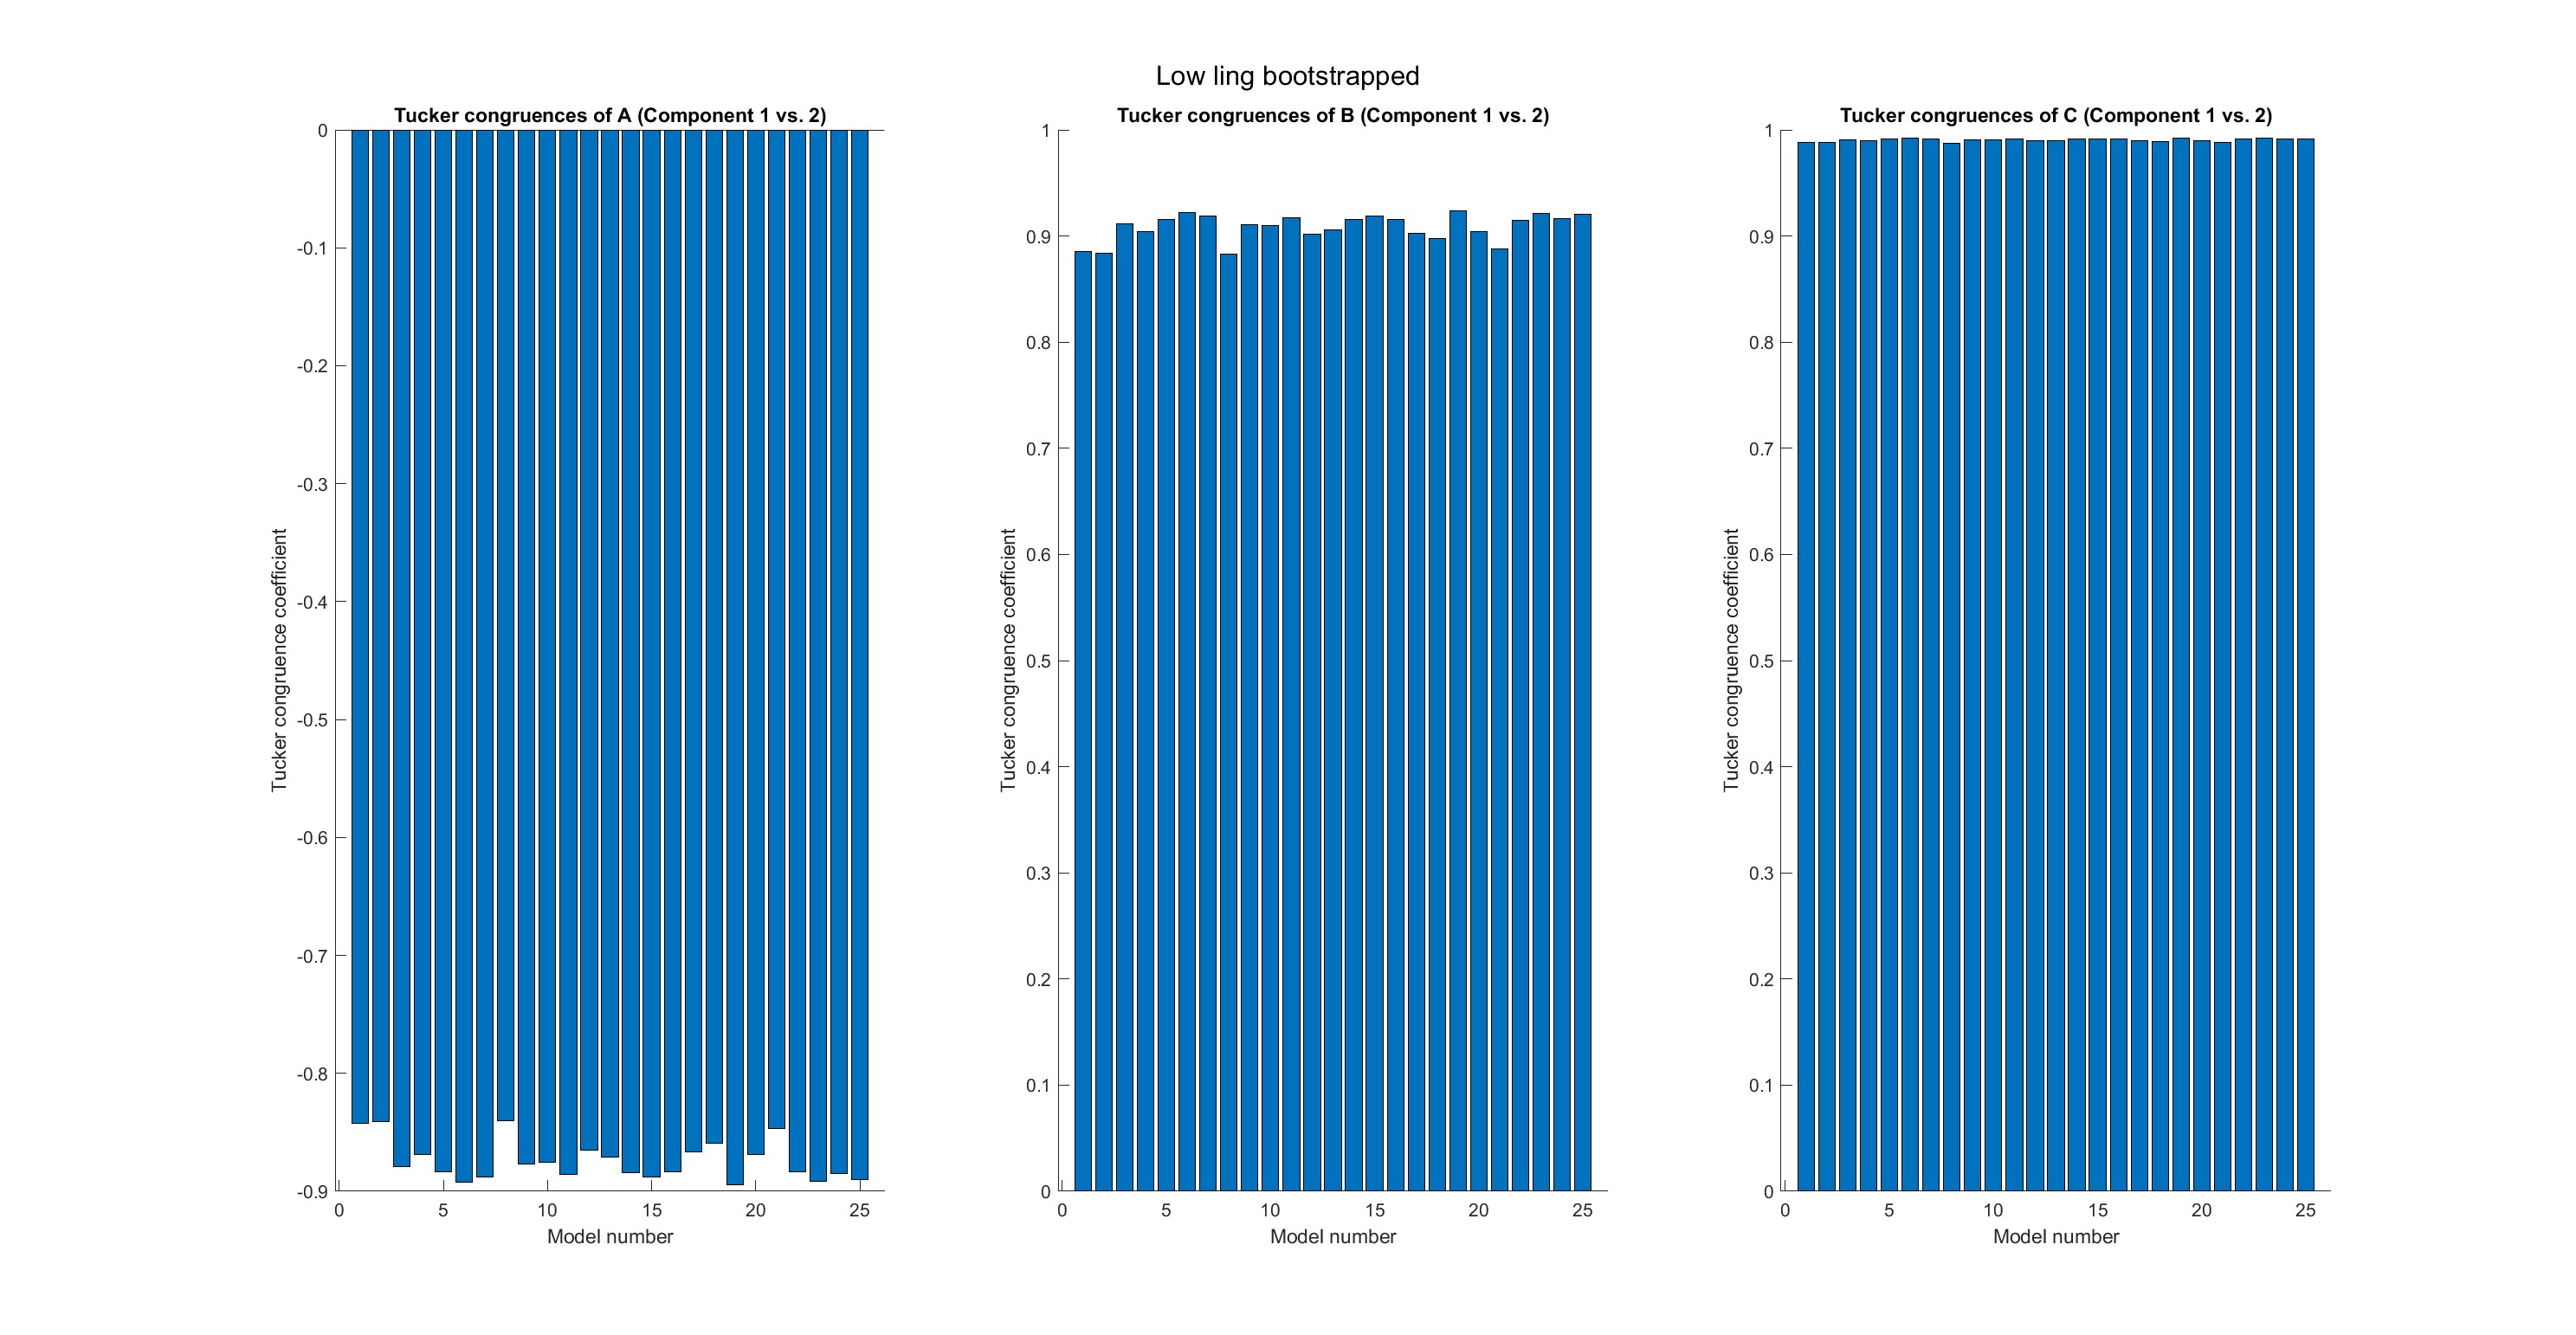 Low ling bootstrapped
Tucker congruences of A (Component 1 vs. 2)
0
-0.1
-0.2
-0.3
-0.4
-0.5
-0.6
-0.7
-0.8
-0.9
Tucker congruence coefficient
0 5 10 15 20 25
Model number
Tucker congruences of B (Component 1 vs. 2)
1
0.9
0.8
0.7
0.6
0.5
0.4
0.3
0.2
0.1
0
Tucker congruence coefficient
0 5 10 15 20 25
Model number
Tucker congruences of C (Component 1 vs. 2)
1
0.9
0.8
0.7
0.6
0.5
0.4
0.3
0.2
0.1
0
Tucker congruence coefficient
0 5 10 15 20 25
Model number